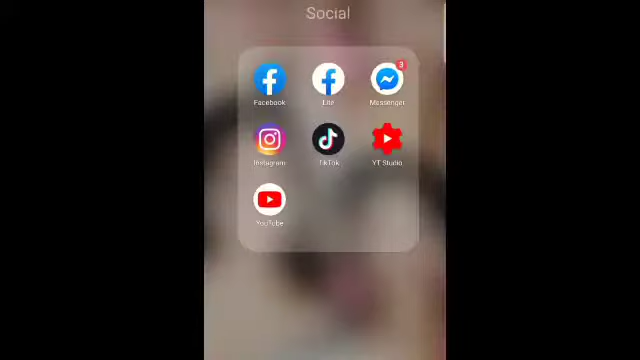 Social
3
Facebook
Lite
Messenger
Instagram
TikTok
YT Studio
YouTube